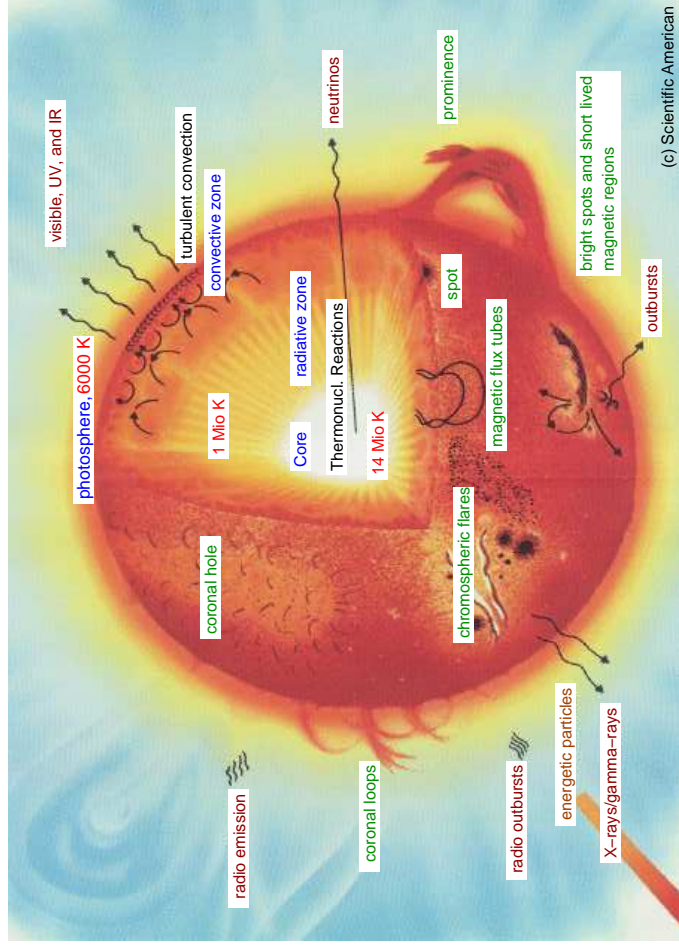 visible, UV, and IR
photosphere, 6000 K
turbulent convection
coronal hole
1 Mio K
convective zone
radio emission
Core
radiative zone
Thermonucl. Reactions
neutrinos
coronal loops
14 Mio K
chromospheric flares
spot
prominence
magnetic flux tubes
radio outbursts
energetic particles
bright spots and short lived
magnetic regions
X−rays/gamma−rays
outbursts
(c) Scientific American